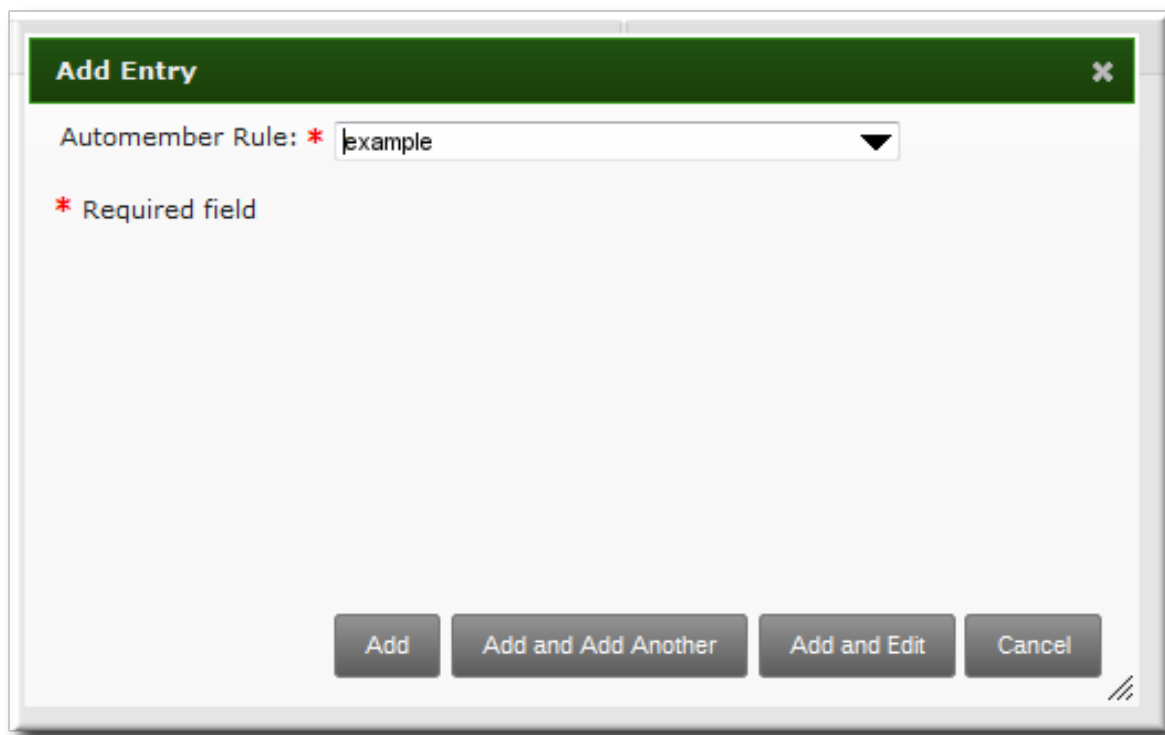 Add Entry
Automember Rule: * example
* Required field
Add Add and Add Another Add and Edit Cancel